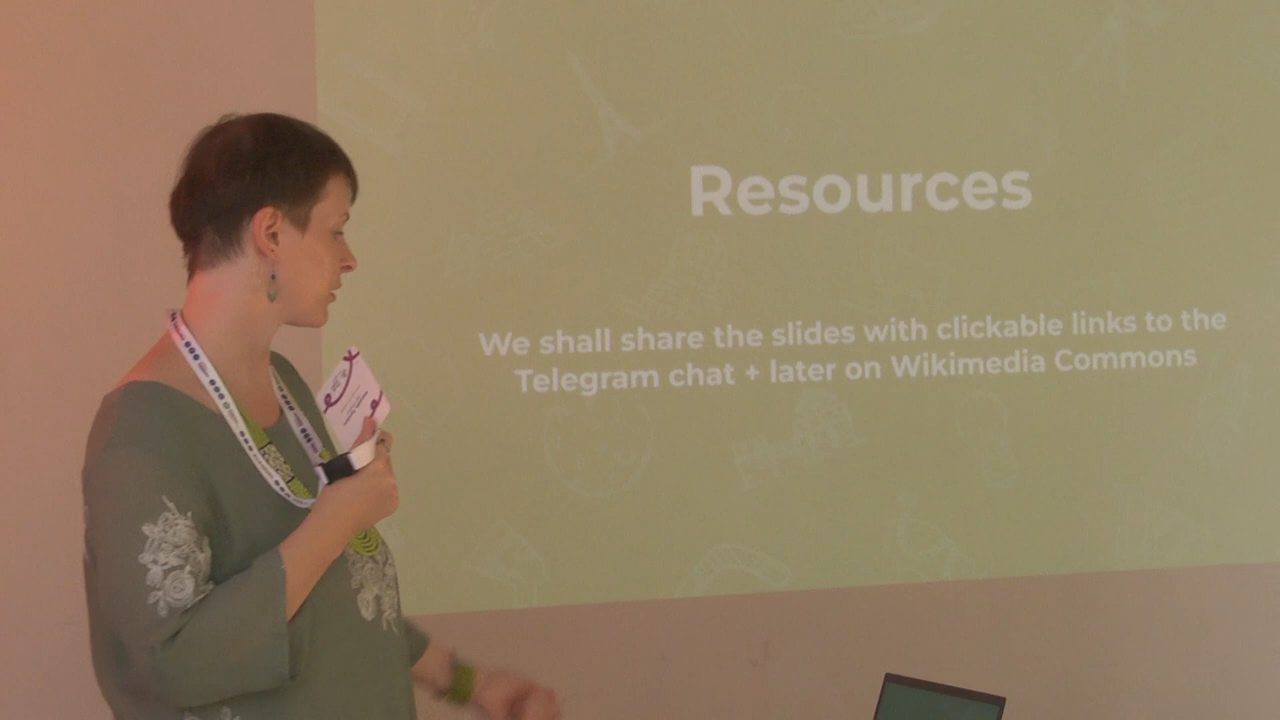 Resources
We shall share the slides with clickable links to the
Telegram chat + later on Wikimedia Commons